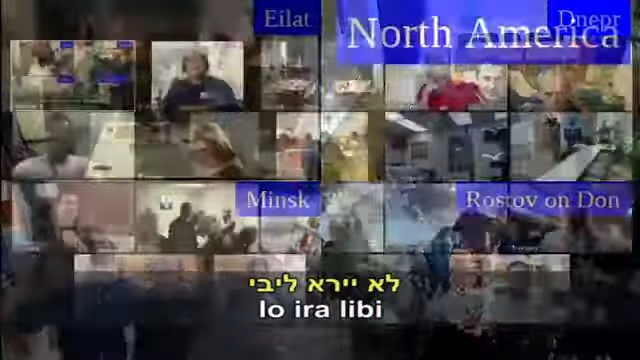 Eilat
North America
Dnepr
Minsk
Rostov on Don
לא יירא ליבי
lo ira libi